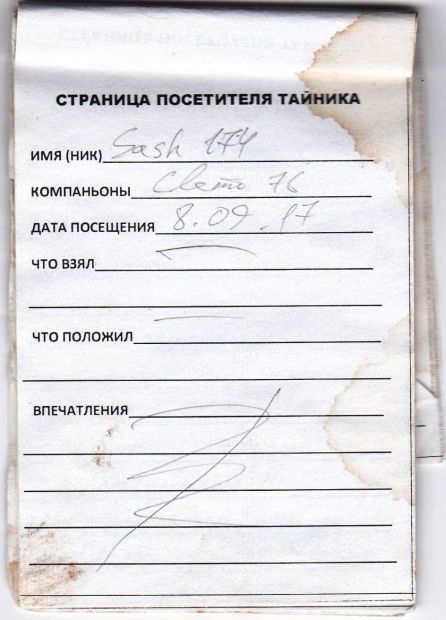 СТРАНИЦА ПОСЕТИТЕЛЯ ТАЙНИКА
ИМЯ (НИК) Sash 174
КОМПАНЬОНЫ 76
ДАТА ПОСЕЩЕНИЯ 8.09.17
ЧТО ВЗЯЛ —
ЧТО ПОЛОЖИЛ —
ВПЕЧАТЛЕНИЯ